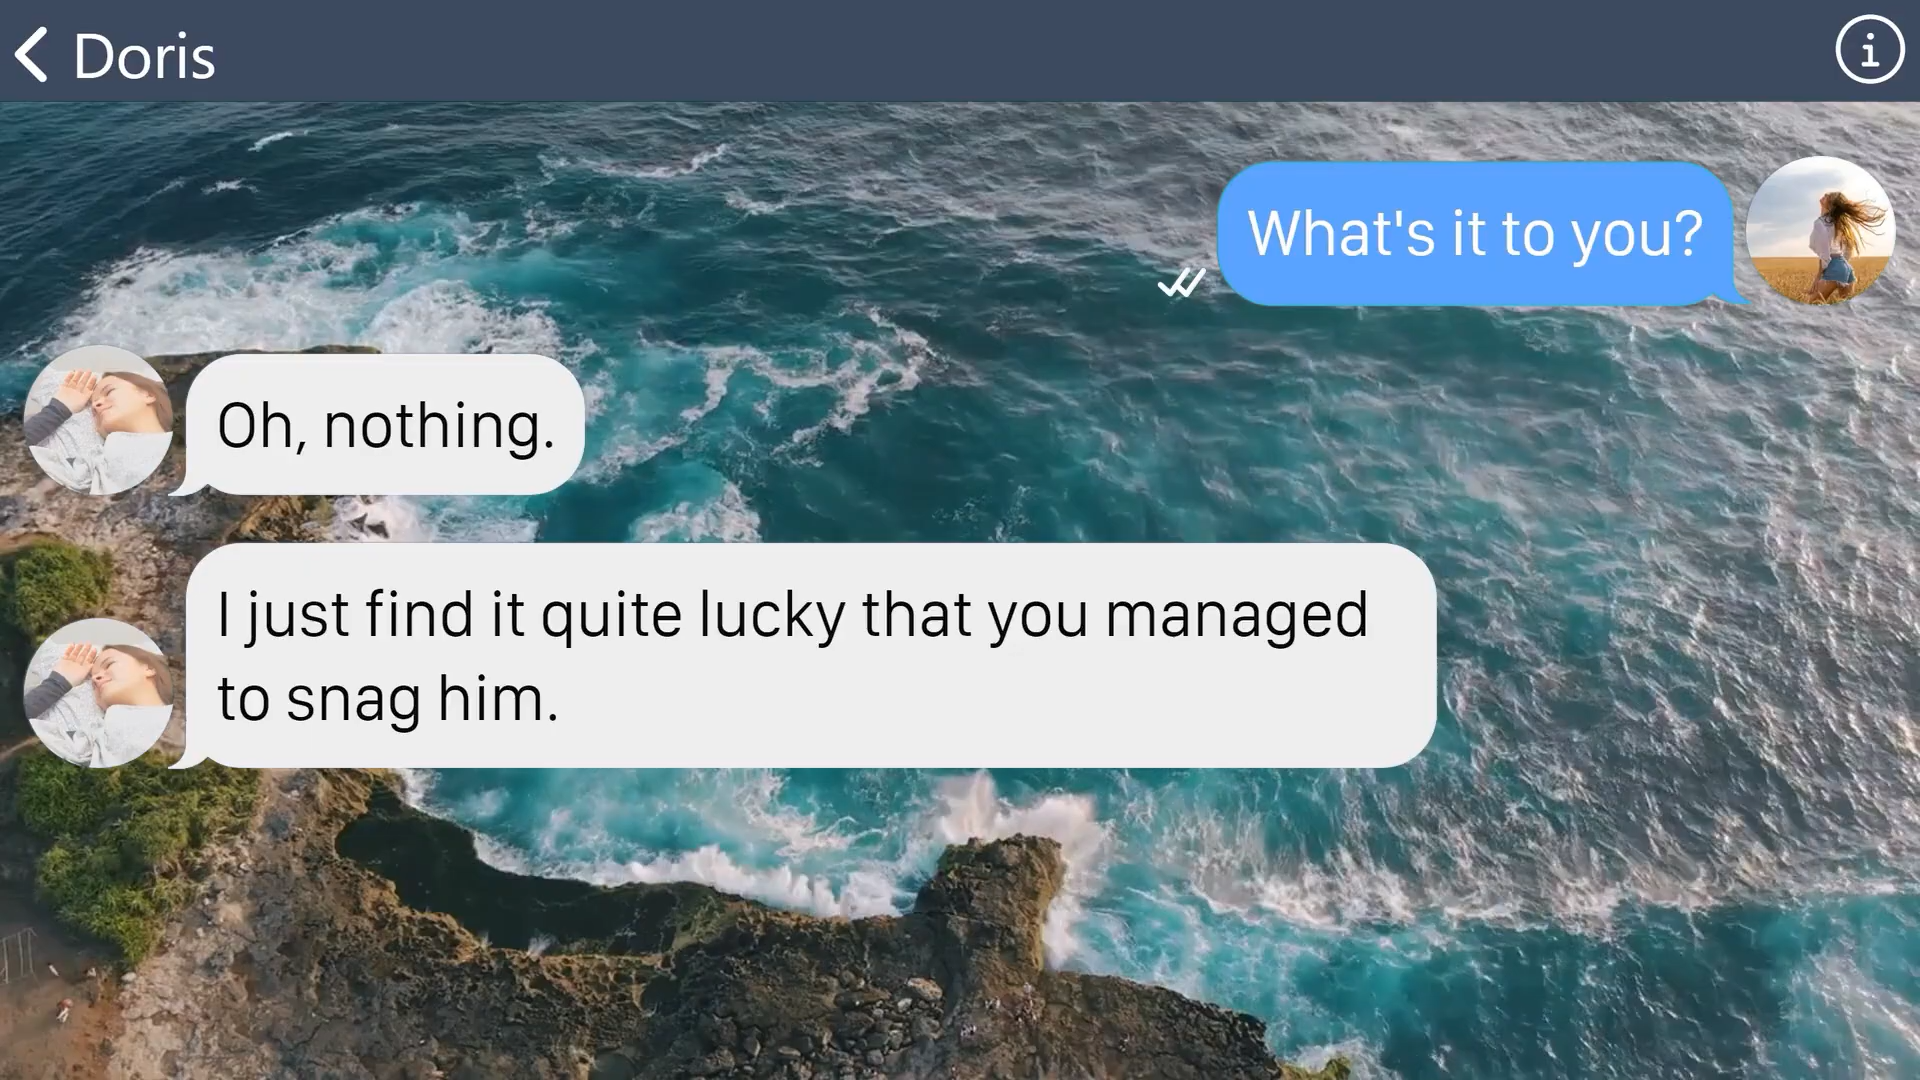 Doris
What's it to you?
Oh, nothing.
I just find it quite lucky that you managed
to snag him.